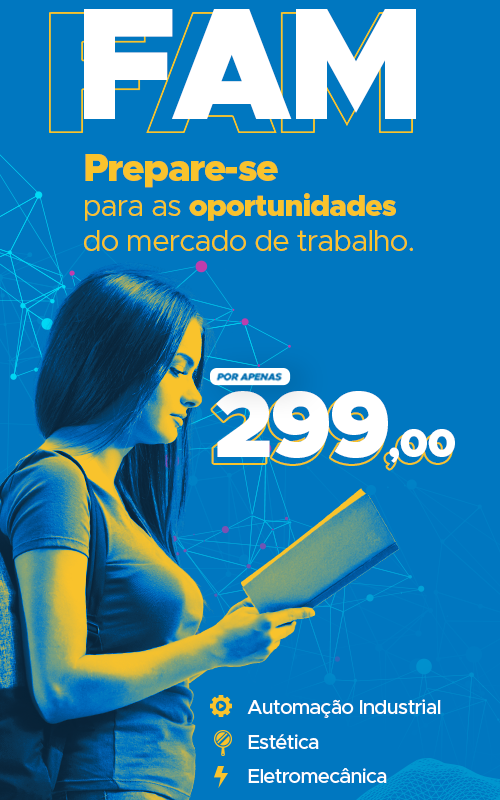 FAM
Prepare-se
para as oportunidades
do mercado de trabalho.
POR APENAS
299,00
Automação Industrial
Estética
Eletromecânica